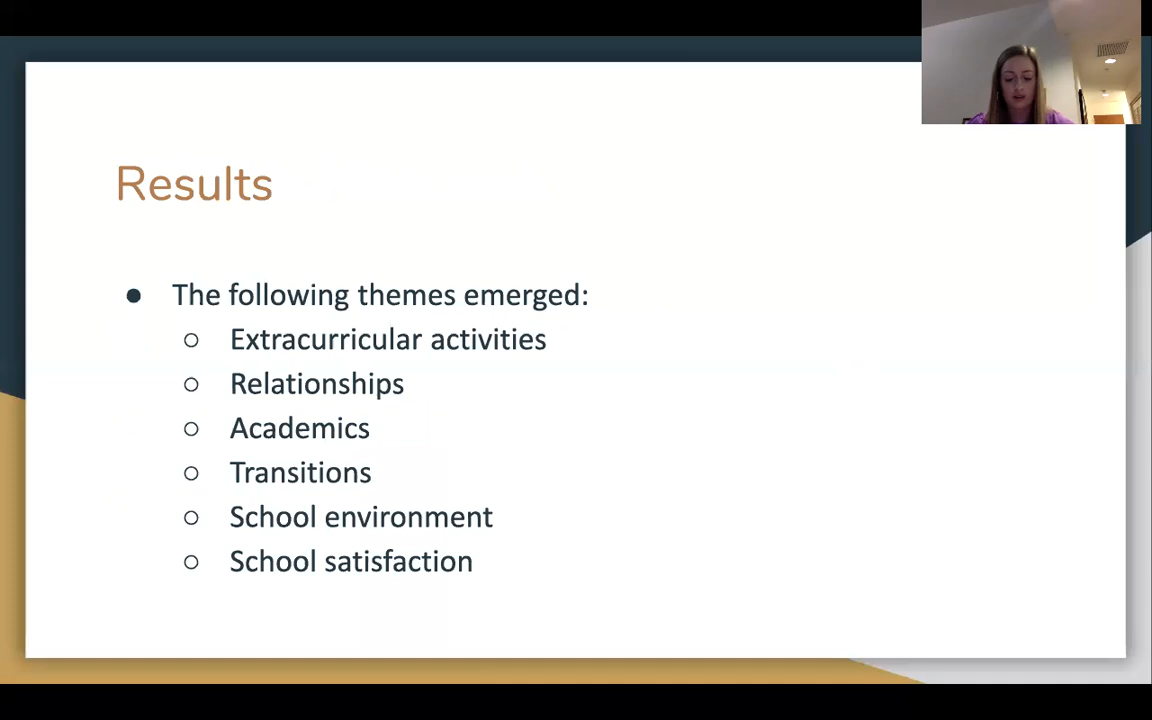 Results
● The following themes emerged:
○ Extracurricular activities
○ Relationships
○ Academics
○ Transitions
○ School environment
○ School satisfaction